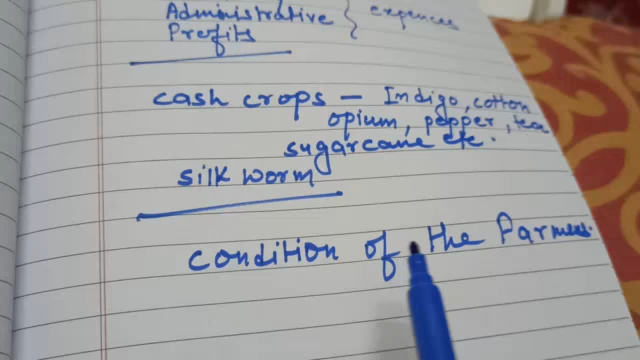 Administrative } expences
Profits
cash crops - Indigo, cotton
opium, pepper, tea
sugarcane etc.
silk worm
condition of the Farmers.